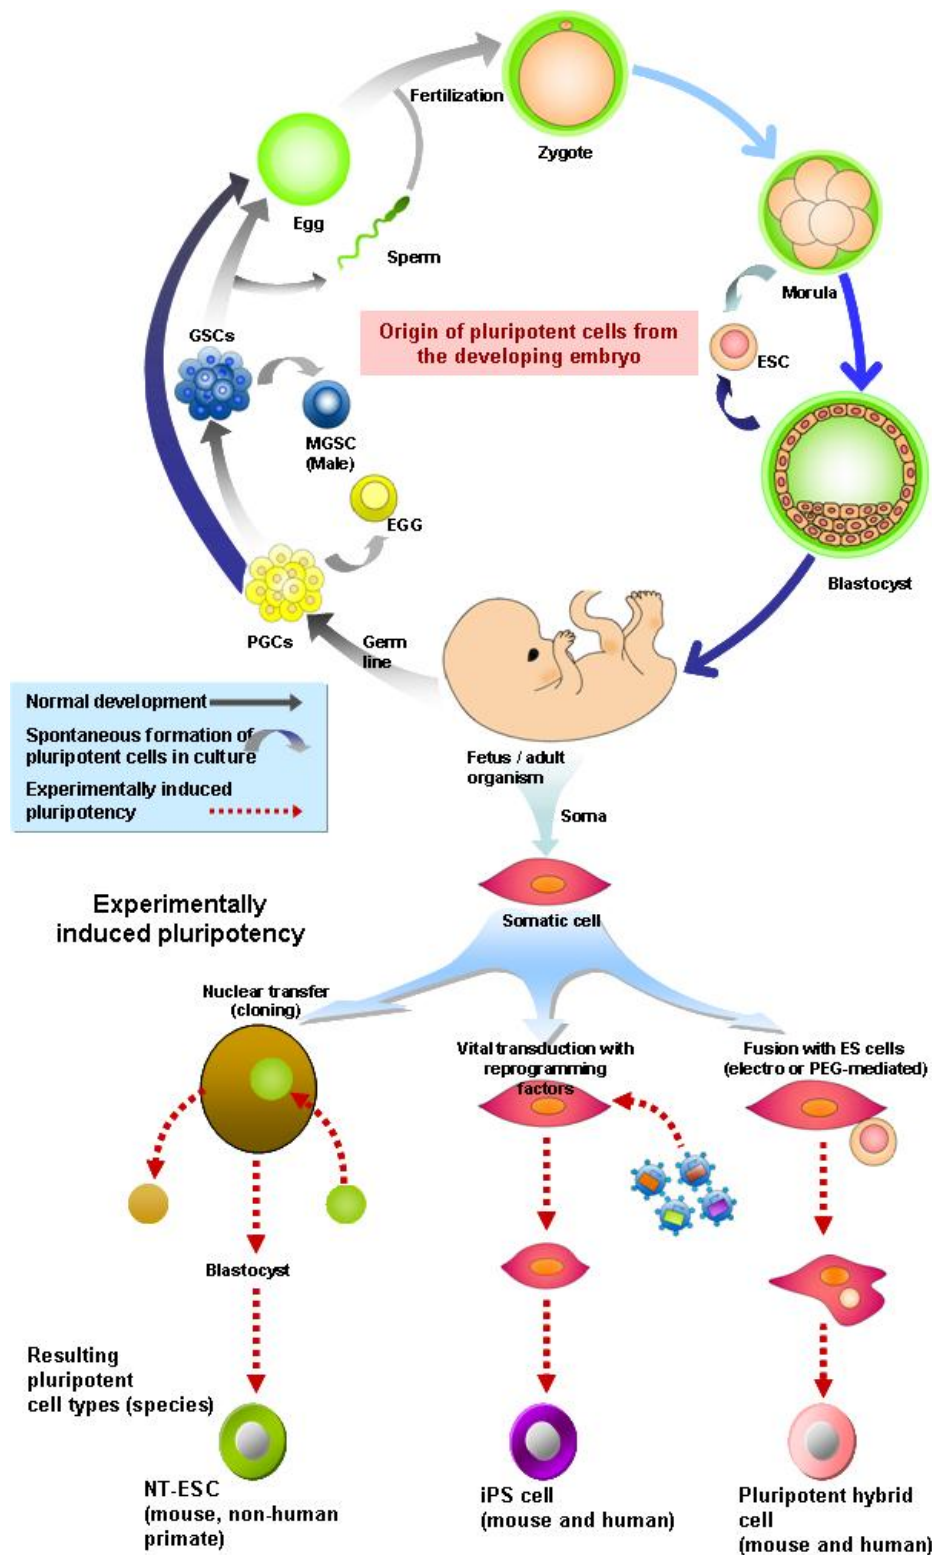 Fertilization
Zygote
Egg
Sperm
Morula
GSCs
Origin of pluripotent cells from
the developing embryo
ESC
MGSC
(Male)
EGG
Blastocyst
PGCs
Germ
line
Normal development
Spontaneous formation of
pluripotent cells in culture
Experimentally induced
pluripotency
Fetus / adult
organism
Soma
Somatic cell
Experimentally
induced pluripotency
Nuclear transfer
(cloning)
Vital transduction with
reprogramming
factors
Fusion with ES cells
(electro or PEG-mediated)
Blastocyst
Resulting
pluripotent
cell types (species)
NT-ESC
(mouse, non-human
primate)
iPS cell
(mouse and human)
Pluripotent hybrid
cell
(mouse and human)